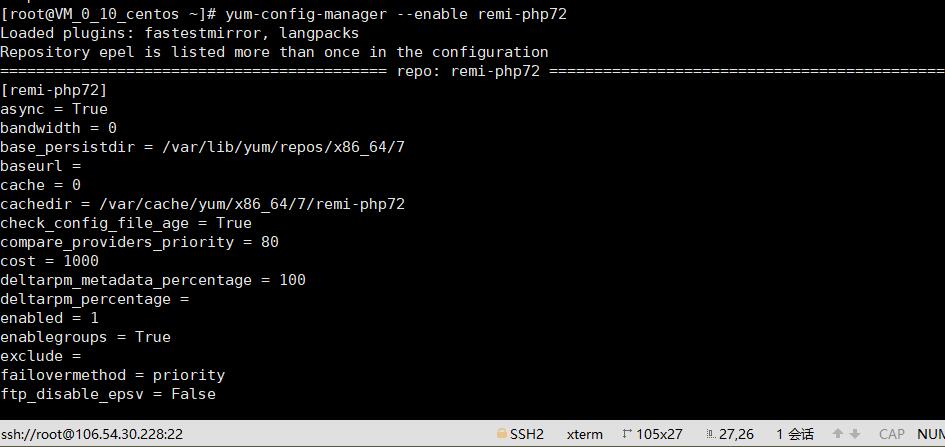 [root@VM_0_10_centos ~]# yum-config-manager --enable remi-php72
Loaded plugins: fastestmirror, langpacks
Repository epel is listed more than once in the configuration
=========================================== repo: remi-php72 ============================================
[remi-php72]
async = True
bandwidth = 0
base_persistdir = /var/lib/yum/repos/x86_64/7
baseurl =
cache = 0
cachedir = /var/cache/yum/x86_64/7/remi-php72
check_config_file_age = True
compare_providers_priority = 80
cost = 1000
deltarpm_metadata_percentage = 100
deltarpm_percentage =
enabled = 1
enablegroups = True
exclude =
failovermethod = priority
ftp_disable_epsv = False
ssh://root@106.54.30.228:22 SSH2 xterm 105x27 27,26 1 会话 CAP NUM